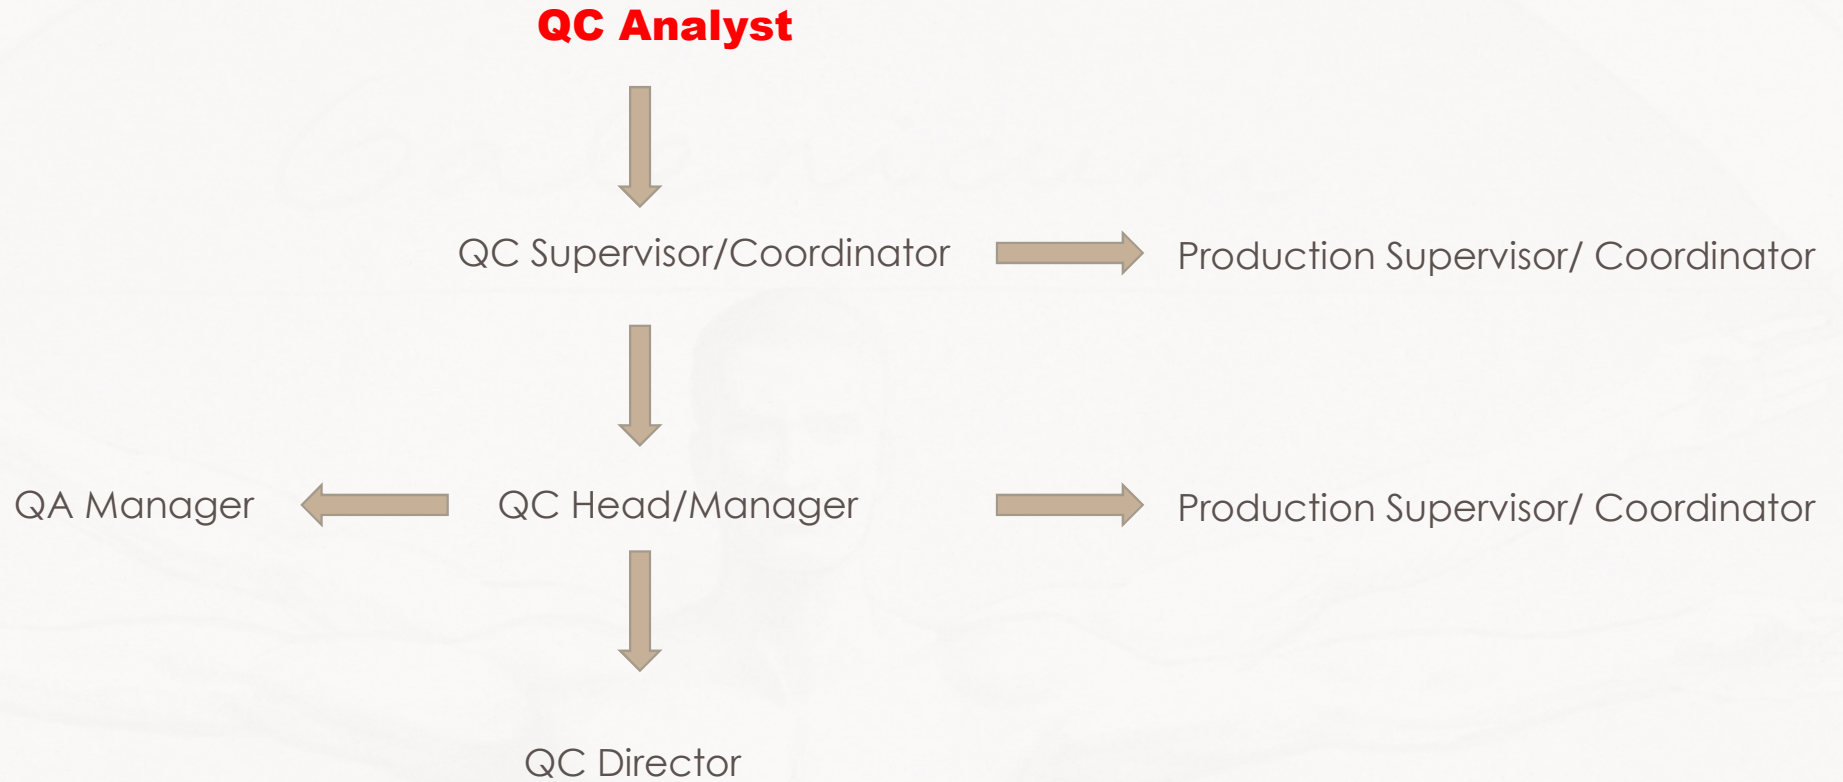 QC Analyst
QC Supervisor/Coordinator
Production Supervisor/ Coordinator
QA Manager
QC Head/Manager
Production Supervisor/ Coordinator
QC Director